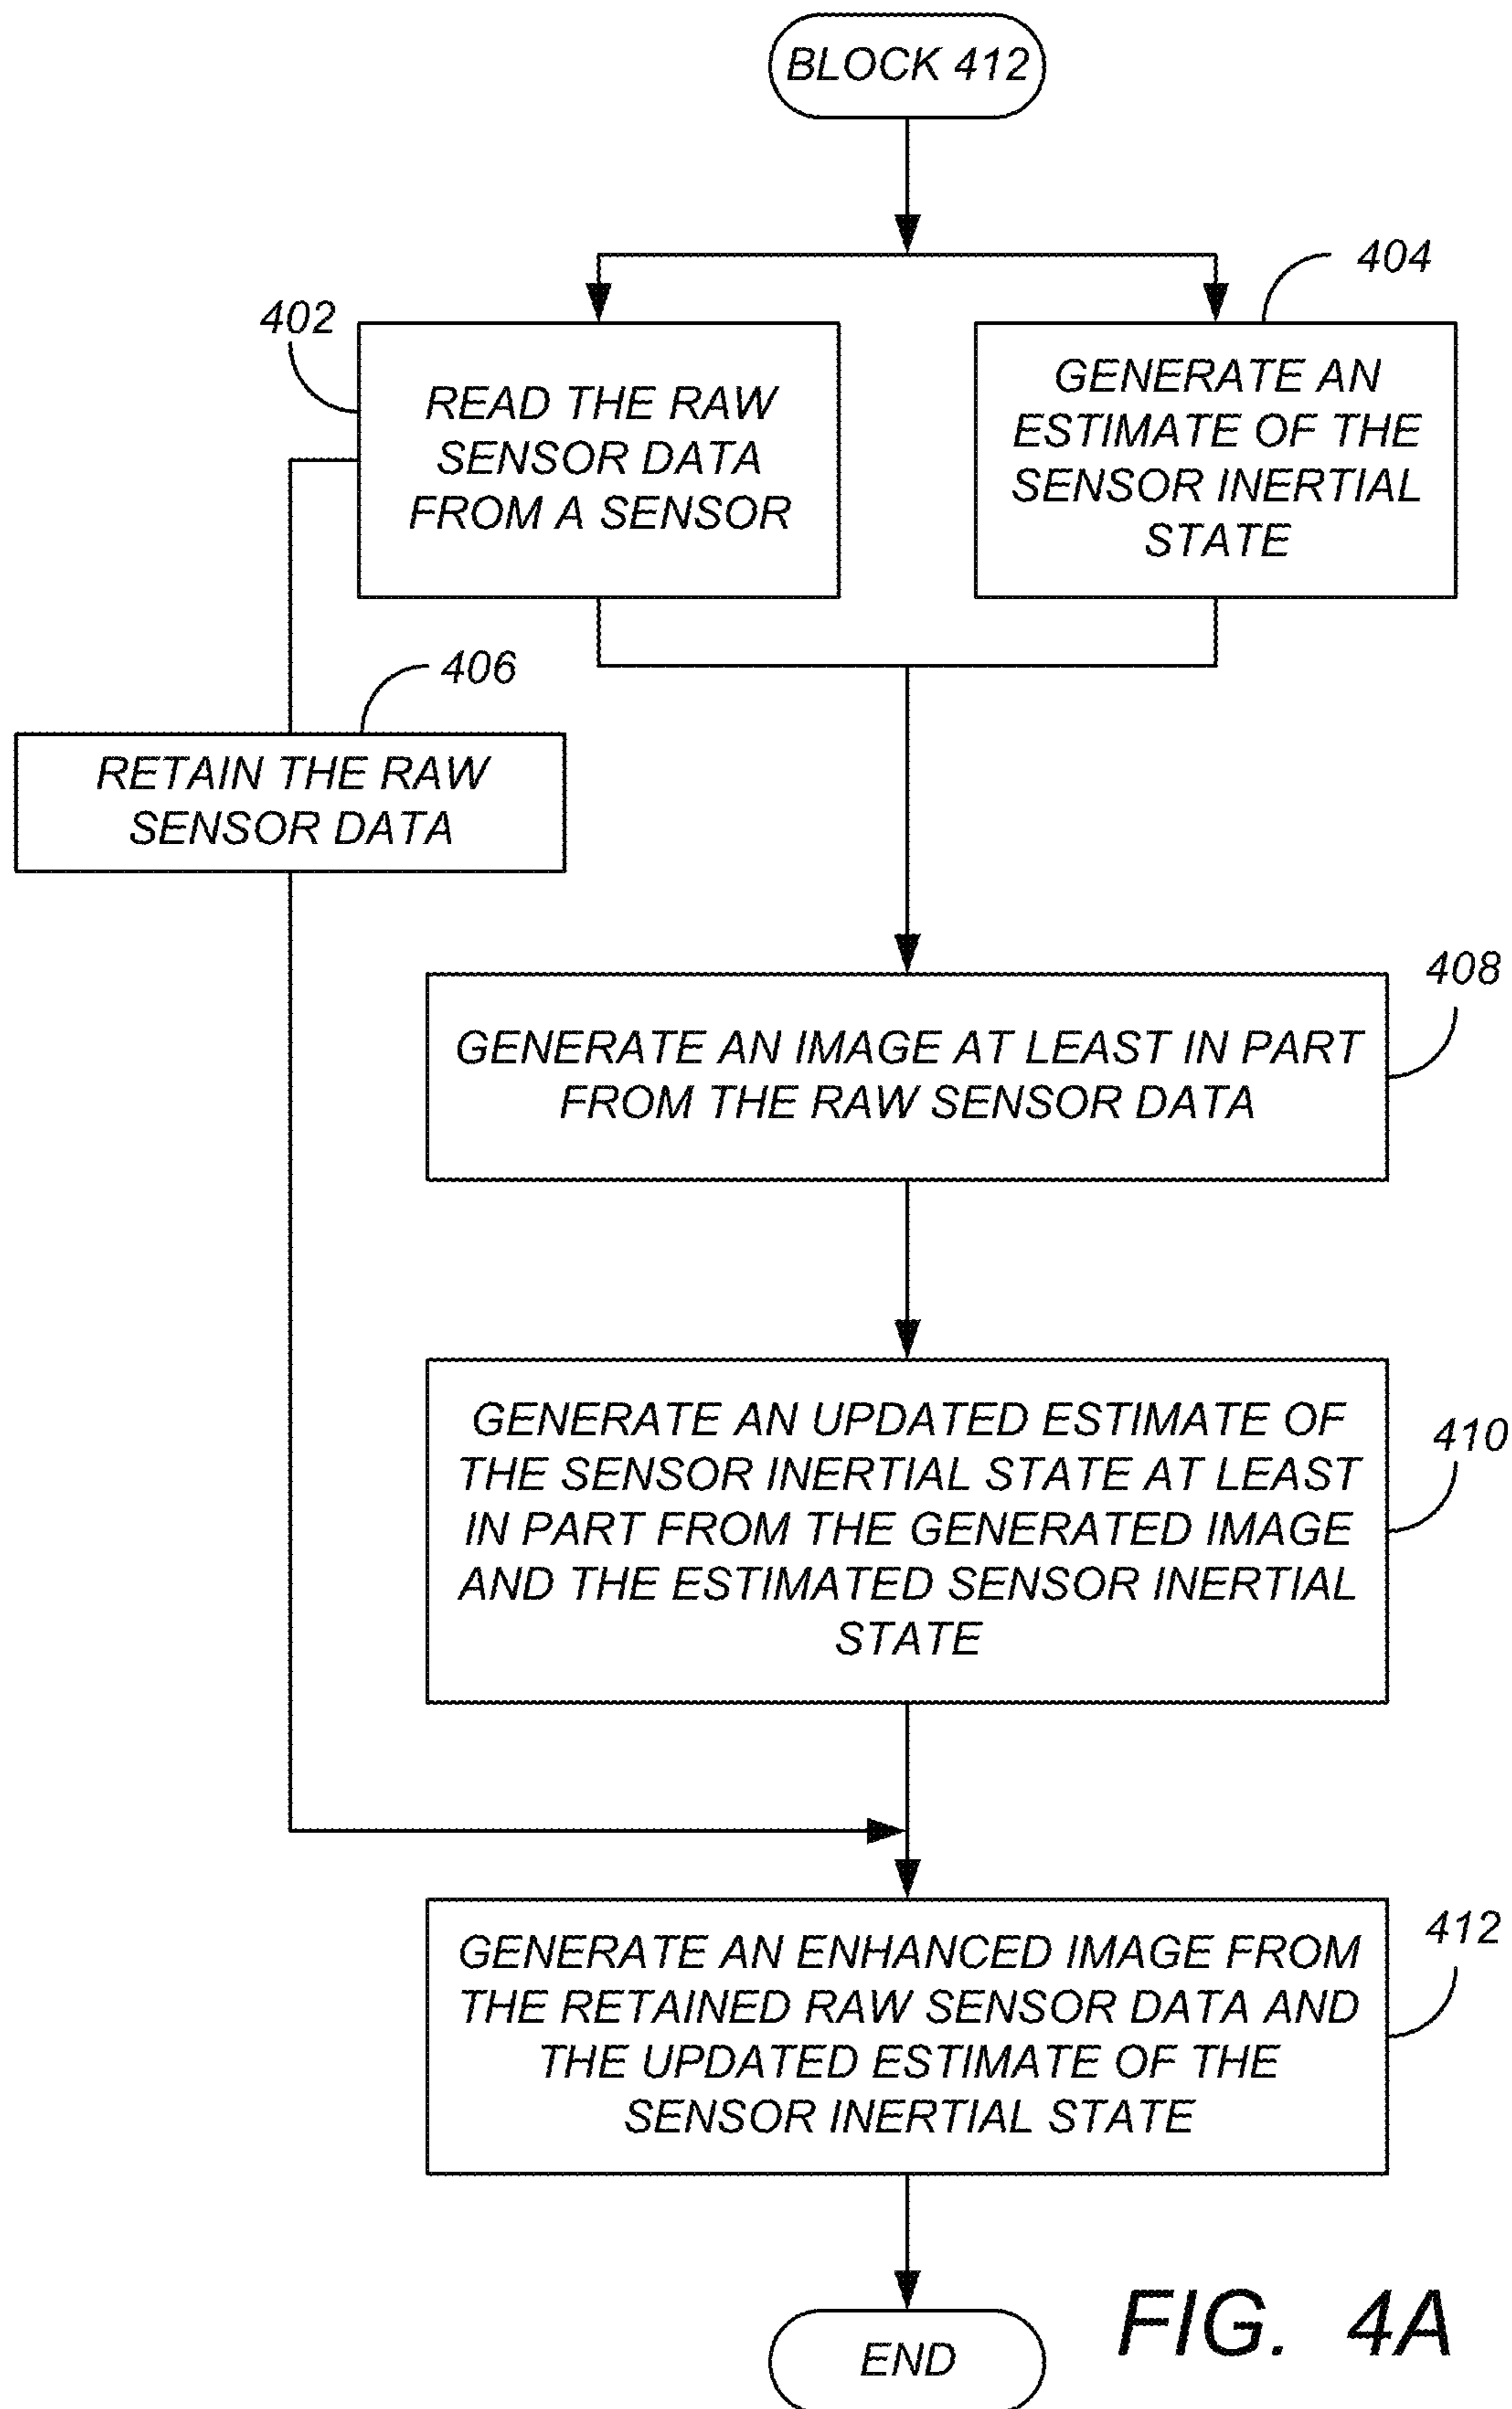 BLOCK 412
404
402
READ THE RAW
SENSOR DATA
FROM A SENSOR
GENERATE AN
ESTIMATE OF THE
SENSOR INERTIAL
STATE
406
RETAIN THE RAW
SENSOR DATA
408
GENERATE AN IMAGE AT LEAST IN PART
FROM THE RAW SENSOR DATA
410
GENERATE AN UPDATED ESTIMATE OF
THE SENSOR INERTIAL STATE AT LEAST
IN PART FROM THE GENERATED IMAGE
AND THE ESTIMATED SENSOR INERTIAL
STATE
412
GENERATE AN ENHANCED IMAGE FROM
THE RETAINED RAW SENSOR DATA AND
THE UPDATED ESTIMATE OF THE
SENSOR INERTIAL STATE
END
FIG. 4A